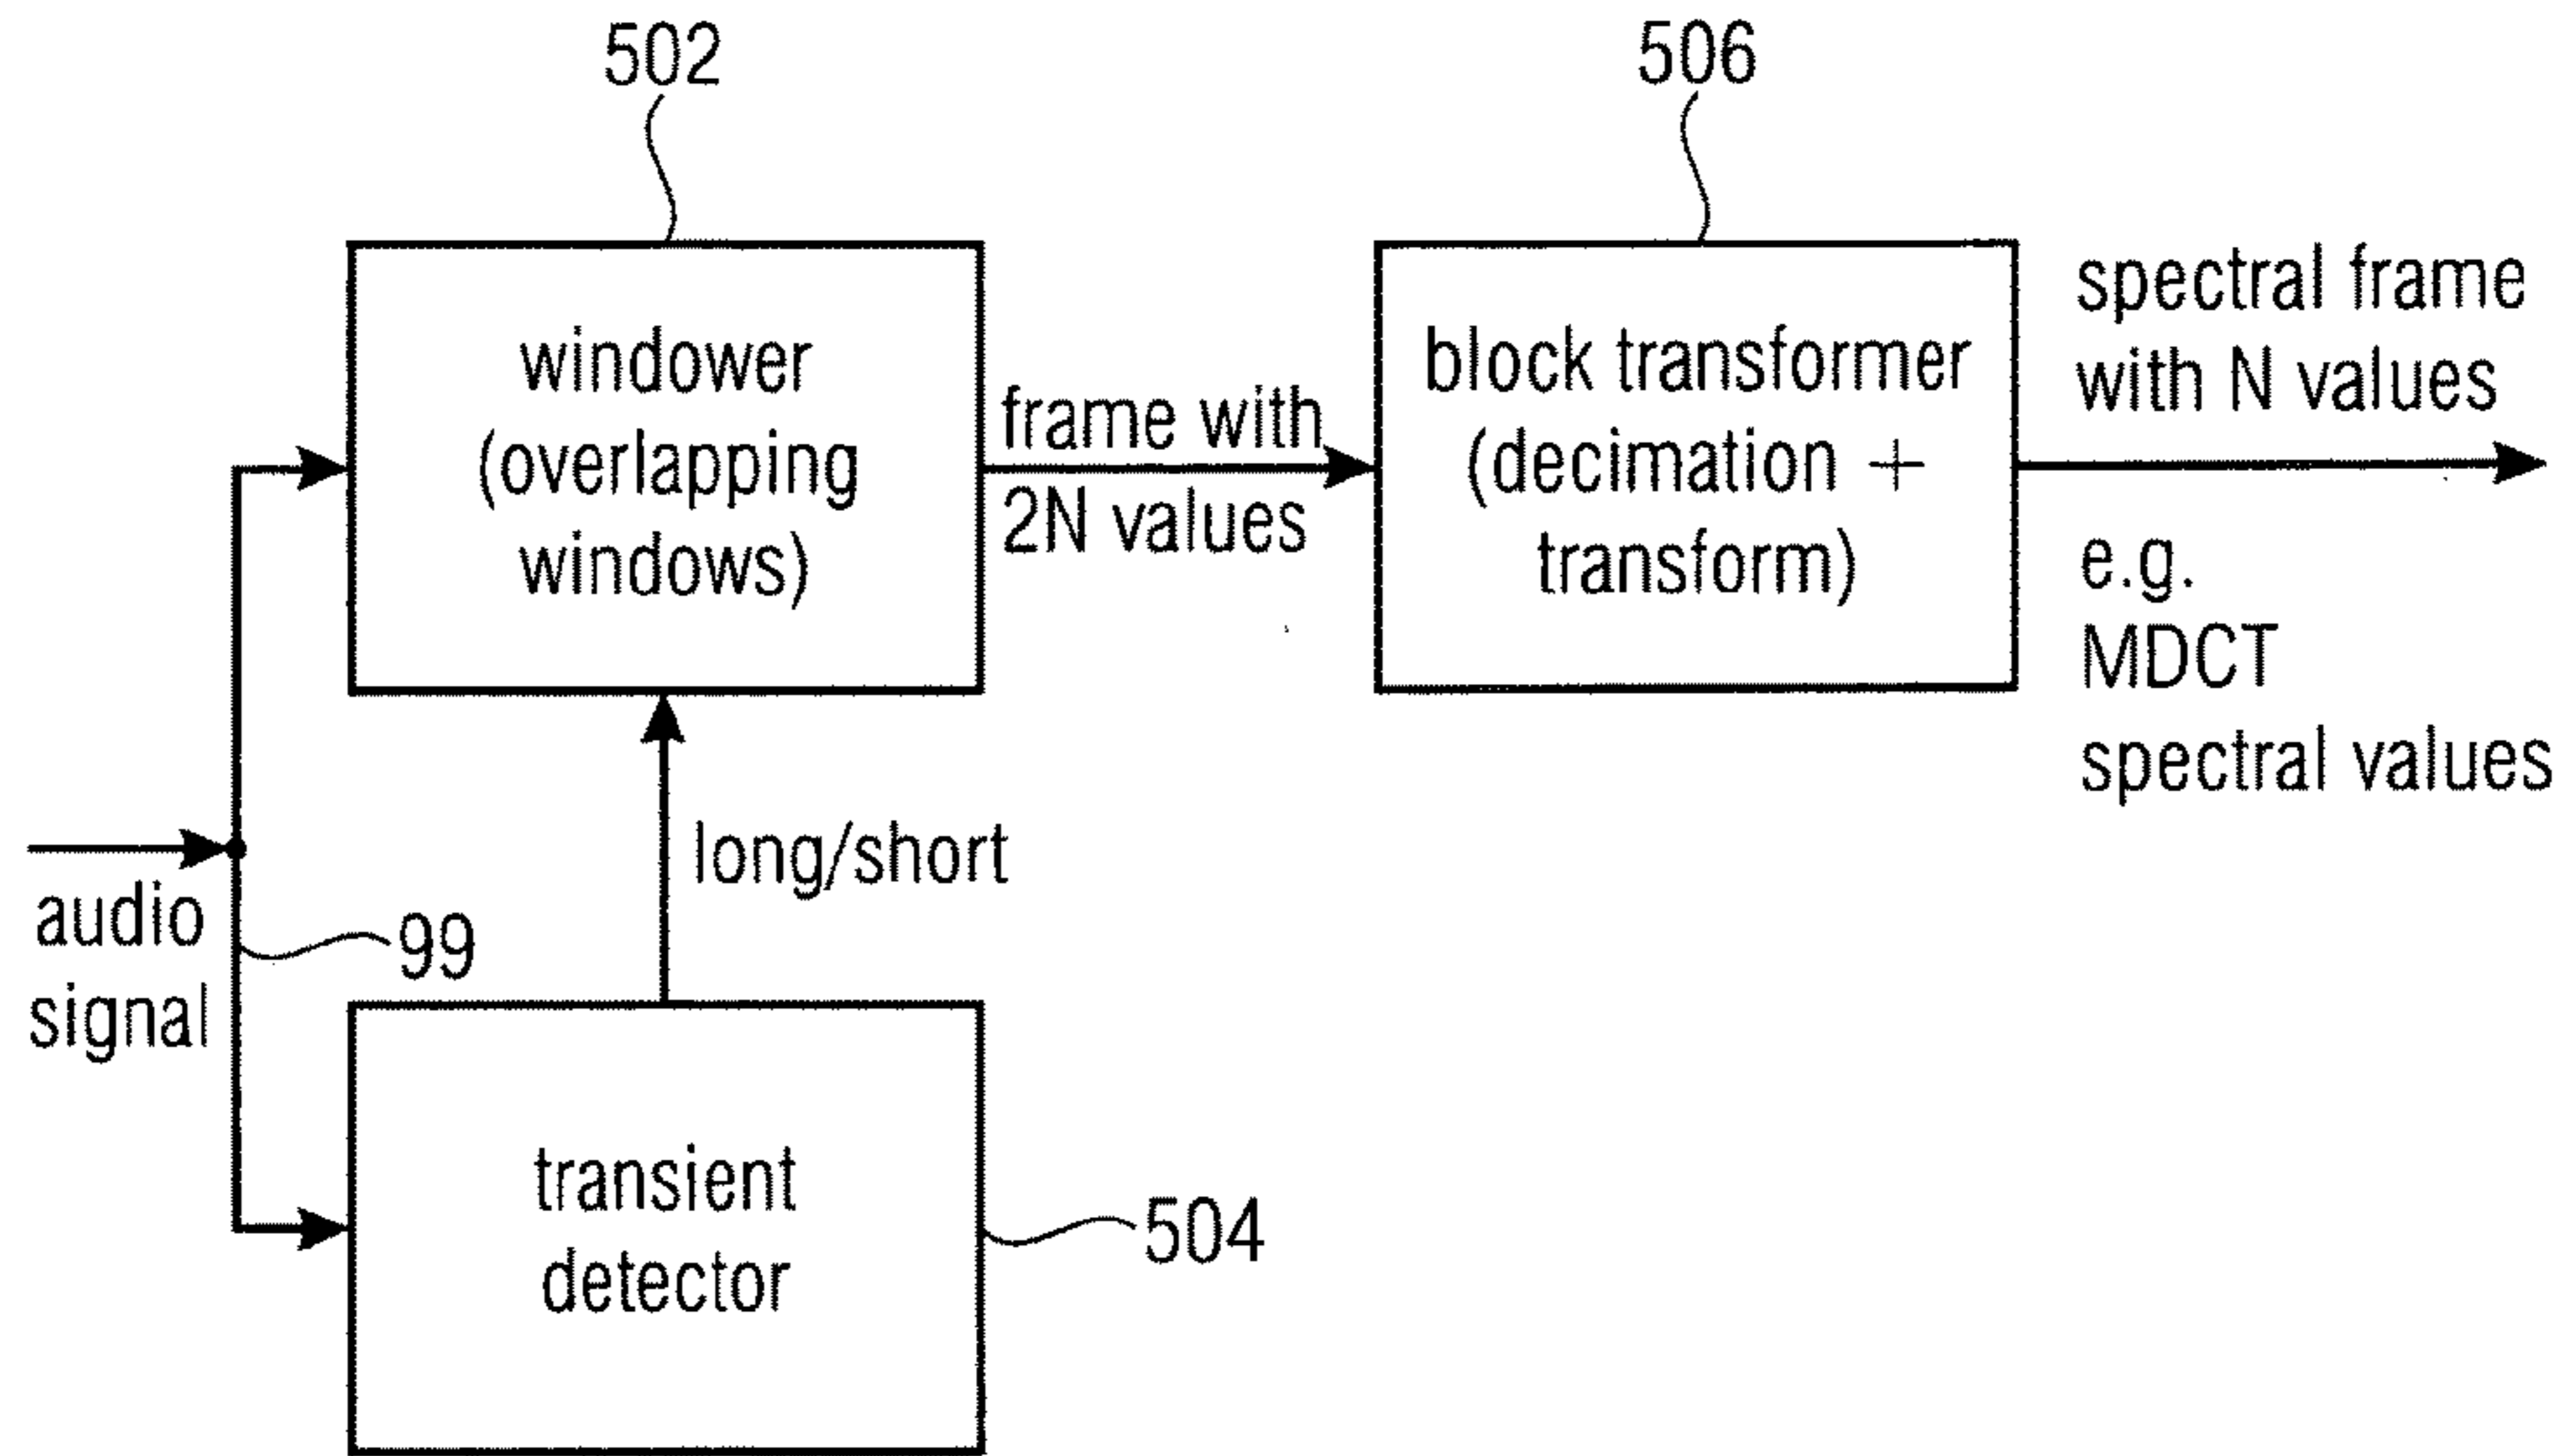 502
506
windower
(overlapping
windows)
frame with
2N values
block transformer
(decimation +
transform)
spectral frame
with N values
e.g.
MDCT
spectral values
long/short
audio
signal
99
transient
detector
504